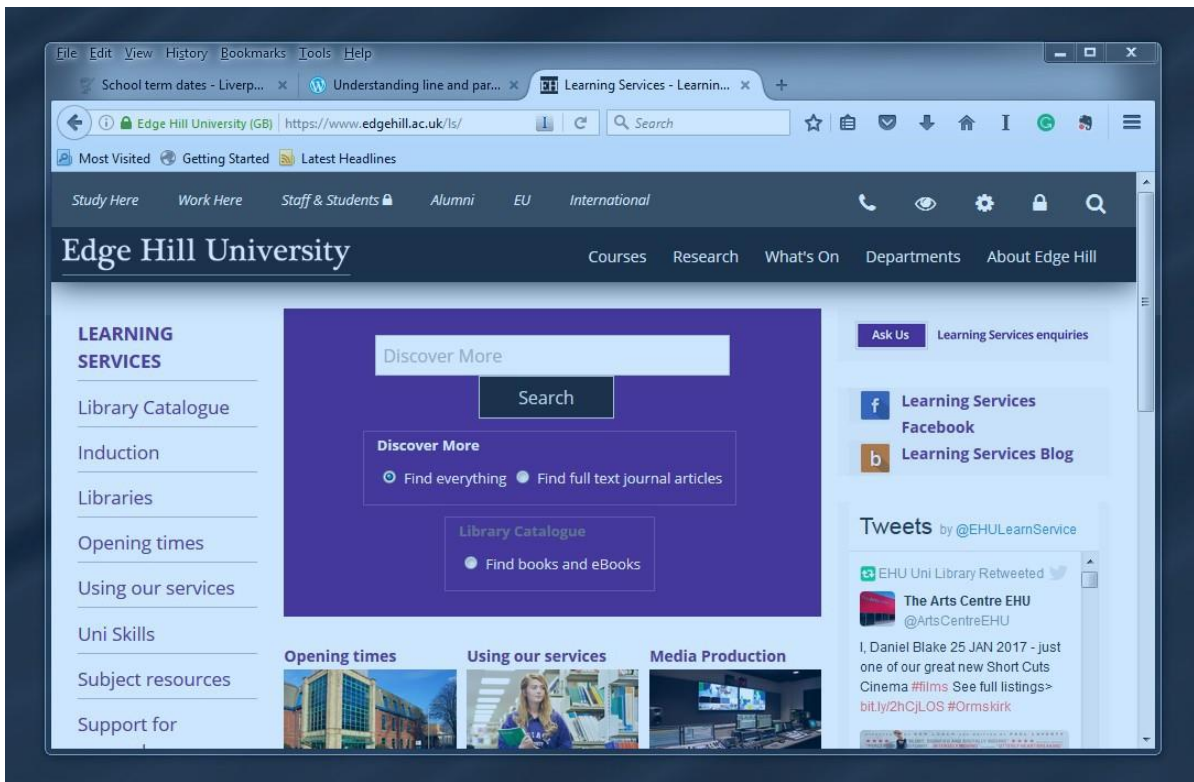 File Edit View History Bookmarks Tools Help
School term dates - Liverp...
Understanding line and par...
EH Learning Services - Learnin...
Edge Hill University (GB) https://www.edgehill.ac.uk/ls/
Search
Most Visited Getting Started Latest Headlines
Study Here Work Here Staff & Students Alumni EU International
Edge Hill University
Courses Research What's On Departments About Edge Hill
LEARNING
SERVICES
Library Catalogue
Induction
Libraries
Opening times
Using our services
Uni Skills
Subject resources
Support for
Discover More
Search
Discover More
Find everything Find full text journal articles
Library Catalogue
Find books and eBooks
Opening times
Using our services
Media Production
Ask Us Learning Services enquiries
f Learning Services
Facebook
b Learning Services Blog
Tweets by @EHULearnService
EHU Uni Library Retweeted
The Arts Centre EHU
@ArtsCentreEHU
I, Daniel Blake 25 JAN 2017 - just
one of our great new Short Cuts
Cinema #films See full listings>
bit.ly/2hCjLOS #Ormskirk